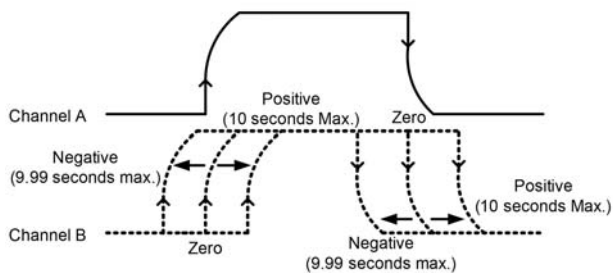 Channel A
Positive
(10 seconds Max.)
Zero
Negative
(9.99 seconds max.)
Positive
(10 seconds Max.)
Channel B
Zero
Negative
(9.99 seconds max.)